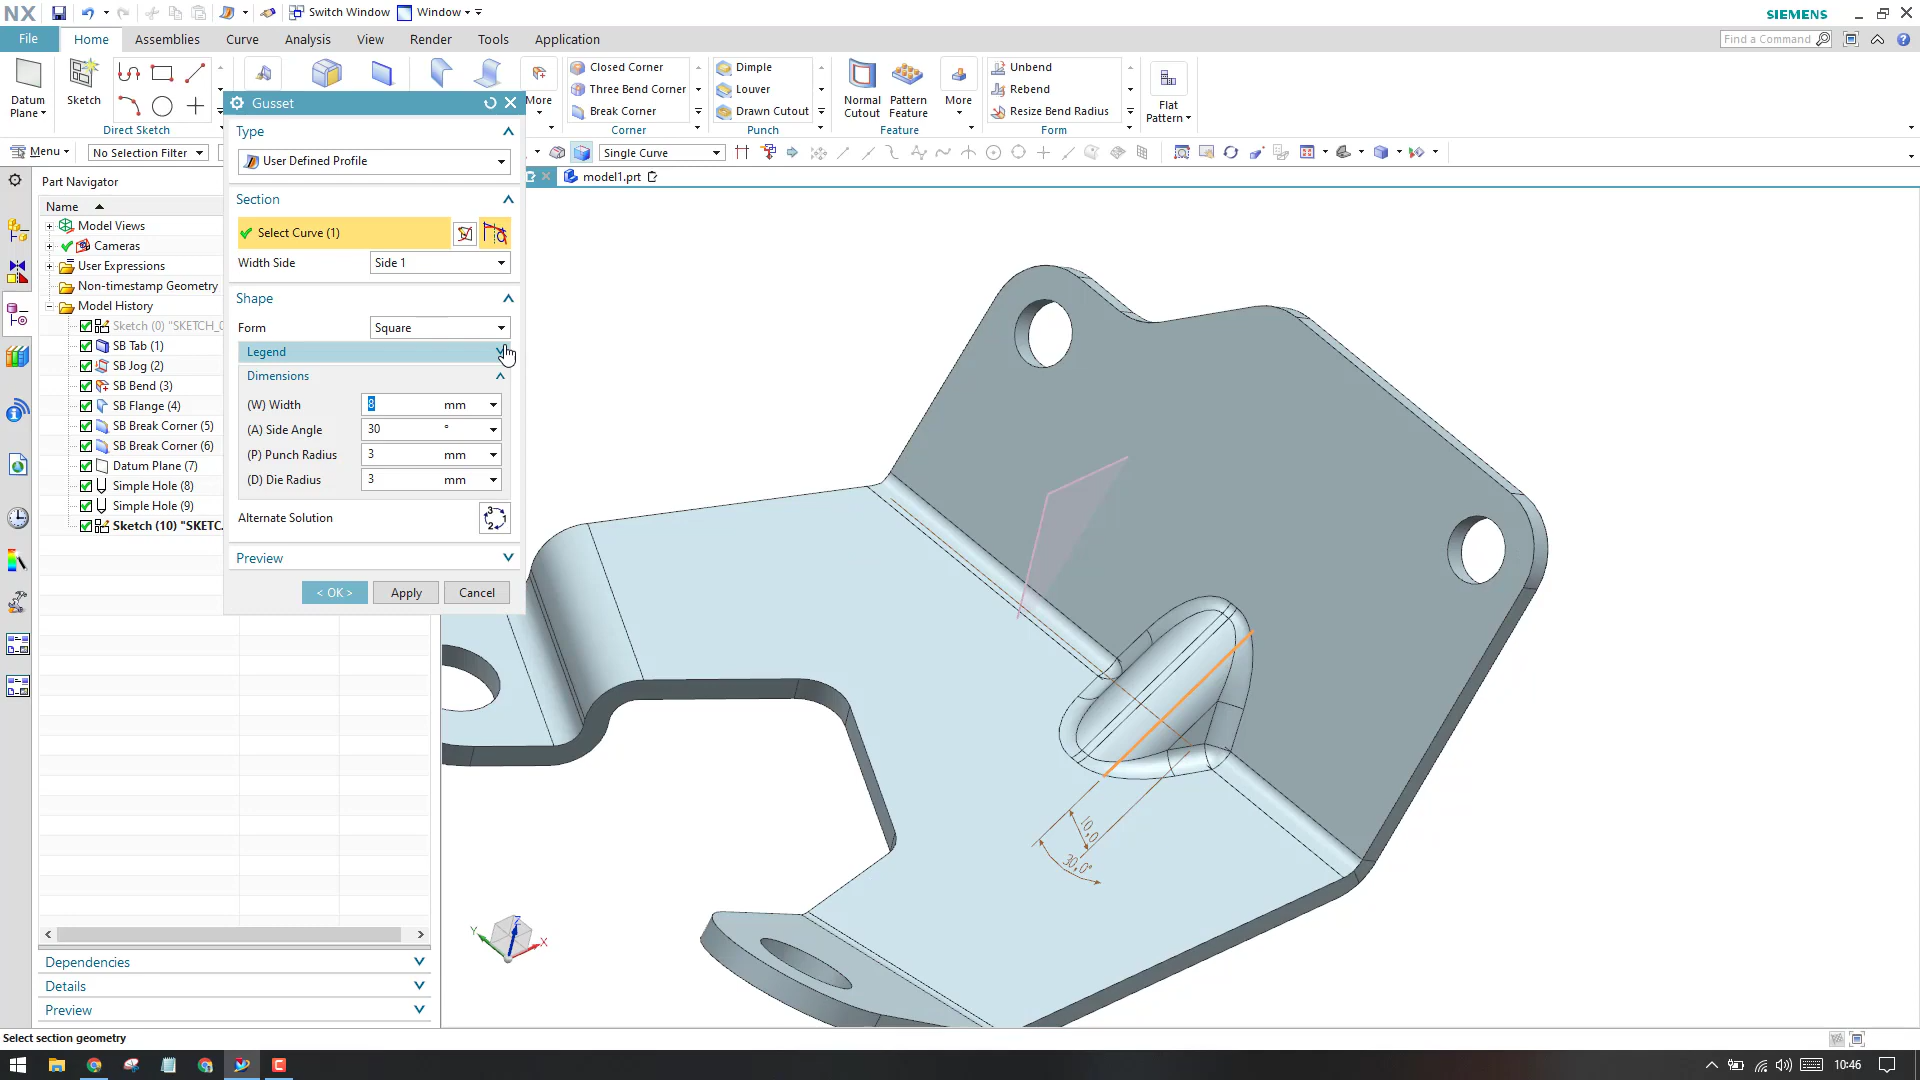 NX
Switch Window
Window
SIEMENS
File
Home
Assemblies
Curve
Analysis
View
Render
Tools
Application
Find a Command
Datum
Plane
Sketch
Direct Sketch
More
Closed Corner
Three Bend Corner
Break Corner
Corner
Dimple
Louver
Drawn Cutout
Punch
Normal
Cutout
Pattern
Feature
More
Feature
Unbend
Rebend
Resize Bend Radius
Form
Flat
Pattern
Menu
No Selection Filter
Single Curve
Part Navigator
model1.prt
Name
Model Views
Cameras
User Expressions
Non-timestamp Geometry
Model History
Sketch (0) "SKETCH_0
SB Tab (1)
SB Jog (2)
SB Bend (3)
SB Flange (4)
SB Break Corner (5)
SB Break Corner (6)
Datum Plane (7)
Simple Hole (8)
Simple Hole (9)
Sketch (10) "SKETC...
Gusset
Type
User Defined Profile
Section
Select Curve (1)
Width Side
Side 1
Shape
Form
Square
Legend
Dimensions
(W) Width
8
mm
(A) Side Angle
30
°
(P) Punch Radius
3
mm
(D) Die Radius
3
mm
Alternate Solution
Preview
< OK >
Apply
Cancel
10,0
30,0°
Z
Y
X
Dependencies
Details
Preview
Select section geometry
10:46